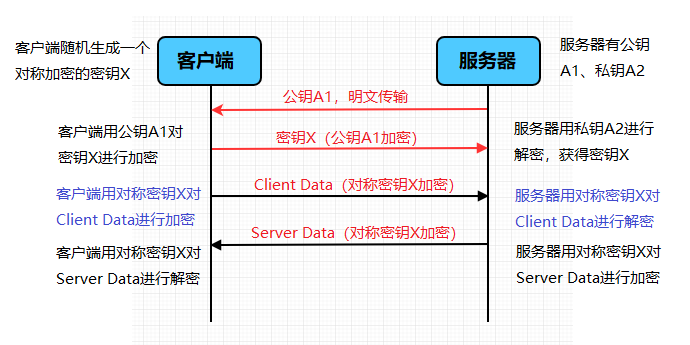 客户端随机生成一个
对称加密的密钥X
客户端
服务器
服务器有公钥
A1、私钥A2
公钥A1，明文传输
客户端用公钥A1对
密钥X进行加密
密钥X（公钥A1加密）
服务器用私钥A2进行
解密，获得密钥X
客户端用对称密钥X对
Client Data进行加密
Client Data（对称密钥X加密）
服务器用对称密钥X对
Client Data进行解密
Server Data（对称密钥X加密）
客户端用对称密钥X对
Server Data进行解密
服务器用对称密钥X对
Server Data进行加密